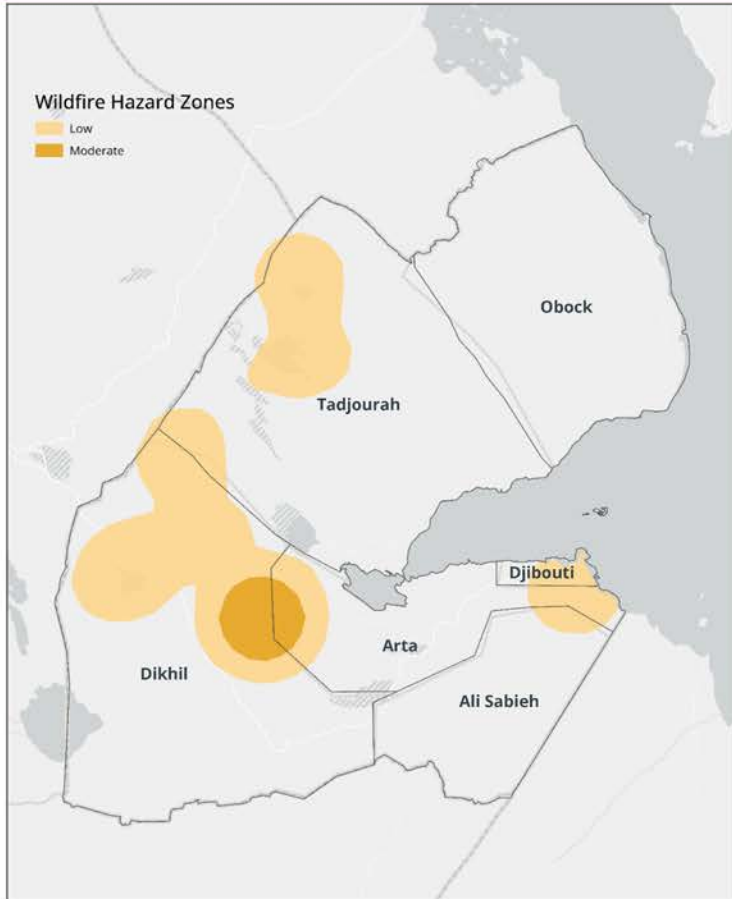 Wildfire Hazard Zones
Low
Moderate
Obock
Tadjourah
Djibouti
Arta
Dikhil
Ali Sabieh